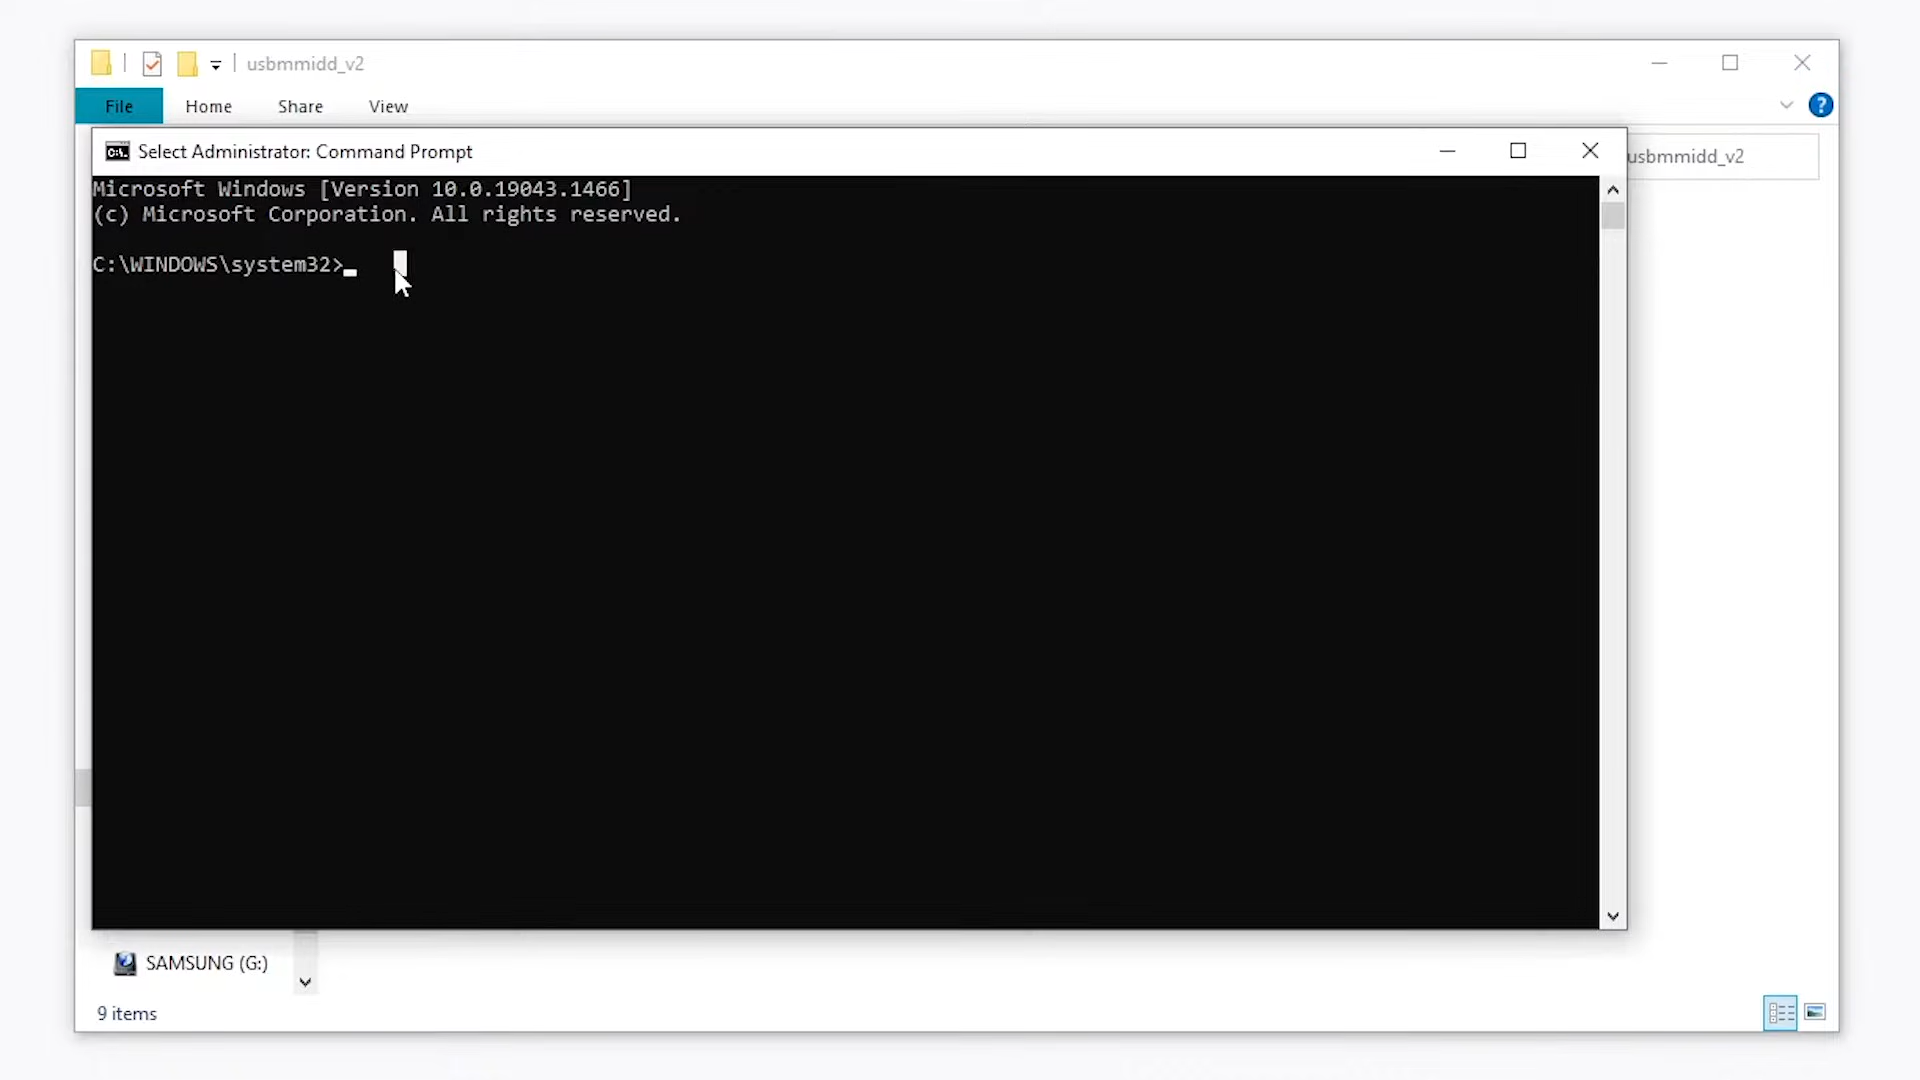 usbmmidd_v2
File Home Share View
?
Select Administrator: Command Prompt
usbmmidd_v2
C:\.
Microsoft Windows [Version 10.0.19043.1466]
(c) Microsoft Corporation. All rights reserved.
C:\WINDOWS\system32>
SAMSUNG (G:)
9 items